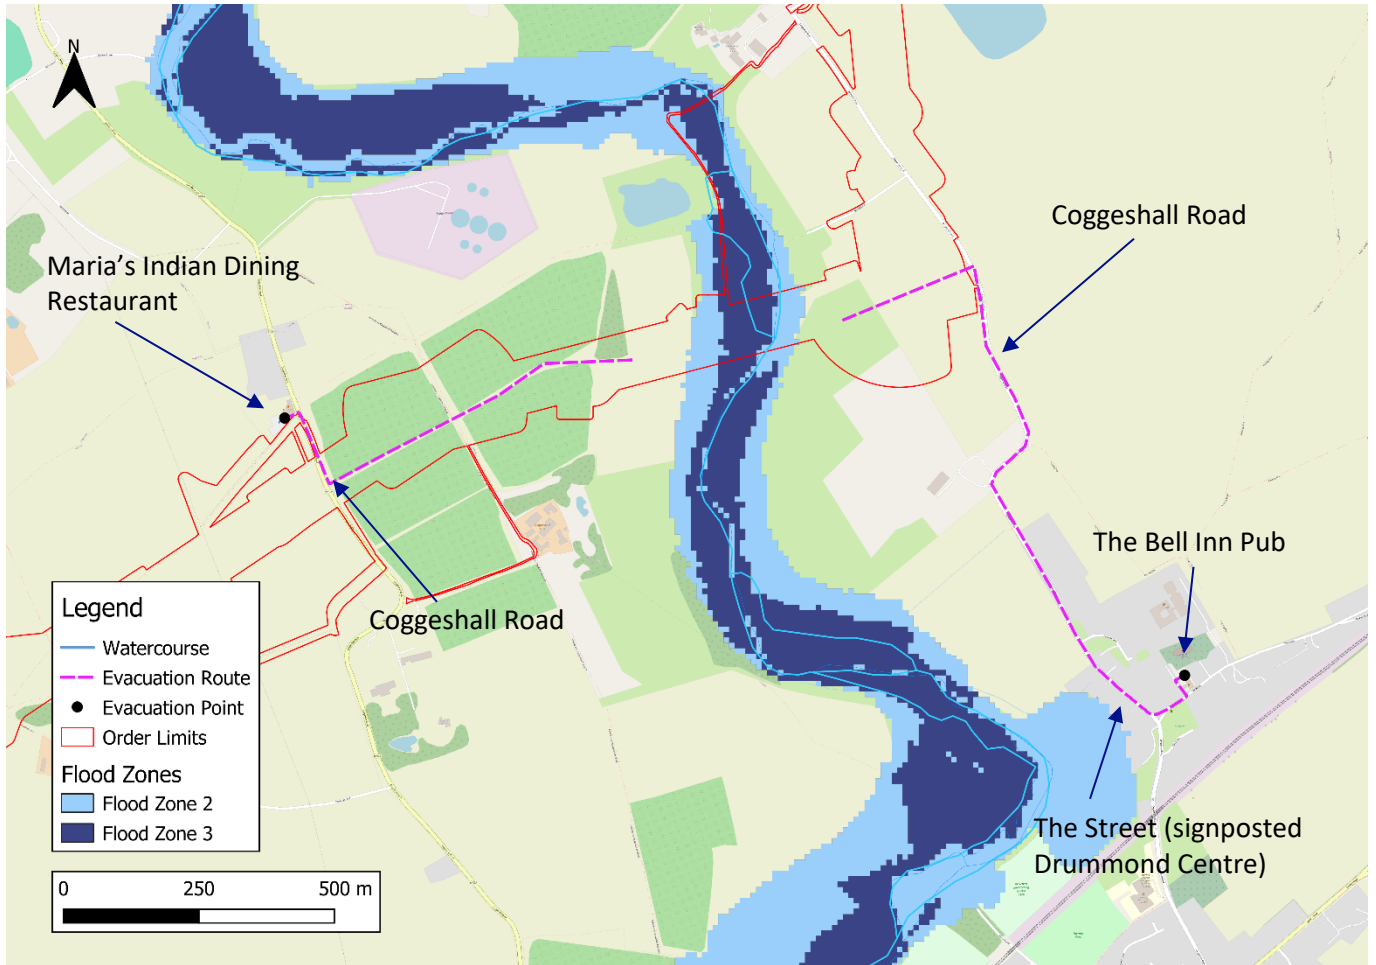 N
Coggeshall Road
Maria’s Indian Dining
Restaurant
The Bell Inn Pub
Coggeshall Road
The Street (signposted
Drummond Centre)
Legend
Watercourse
Evacuation Route
Evacuation Point
Order Limits
Flood Zones
Flood Zone 2
Flood Zone 3
0 250 500 m